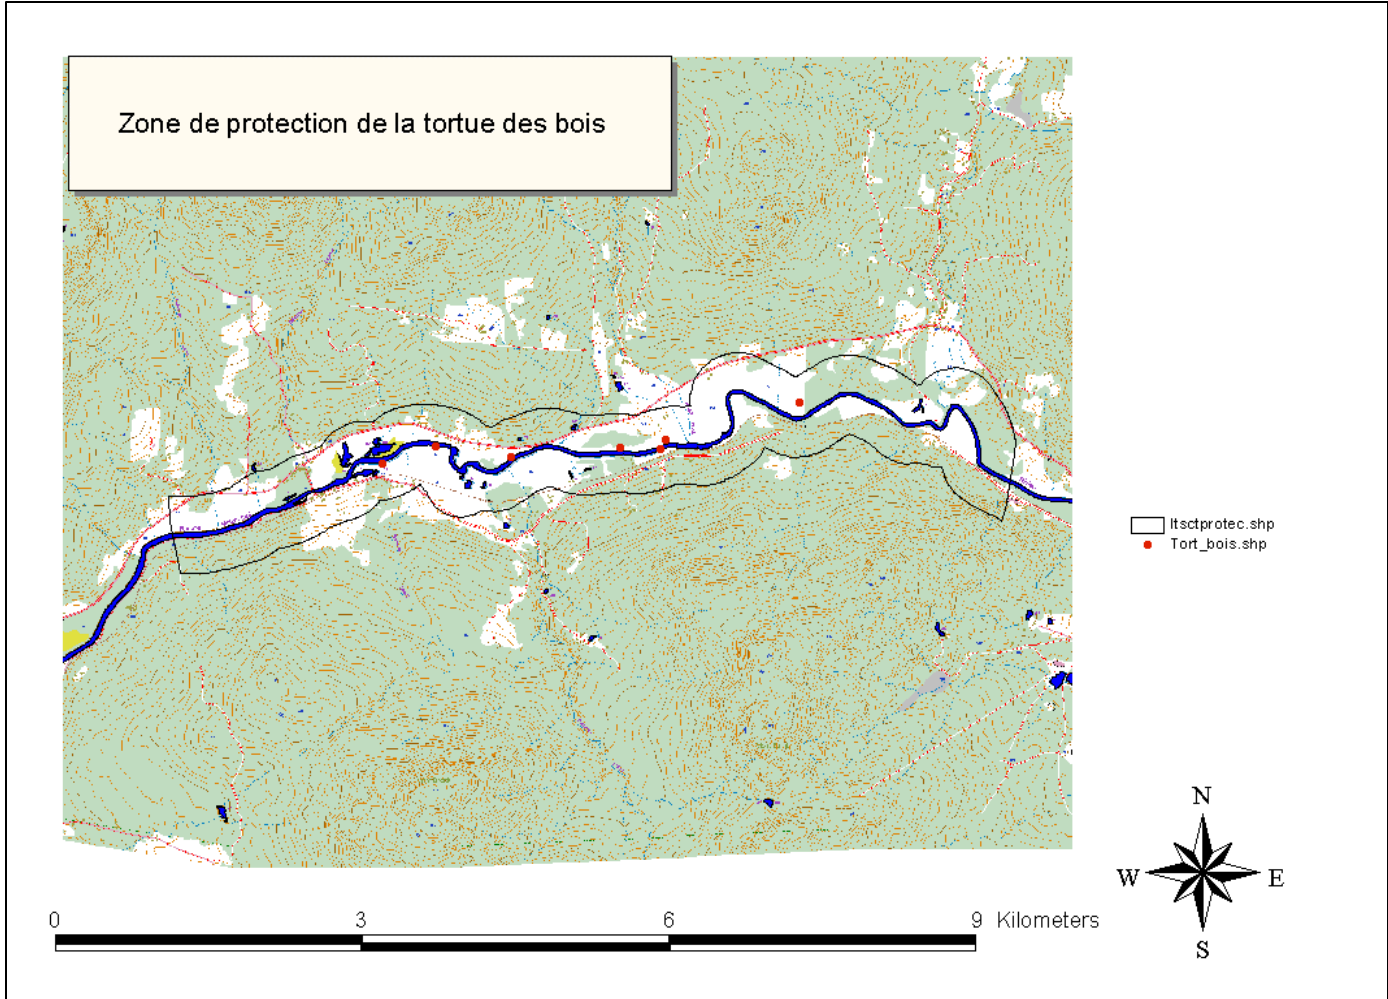 Zone de protection de la tortue des bois
ltsctprotec.shp
Tort_bois.shp
N
W E
S
0 3 6 9 Kilometers